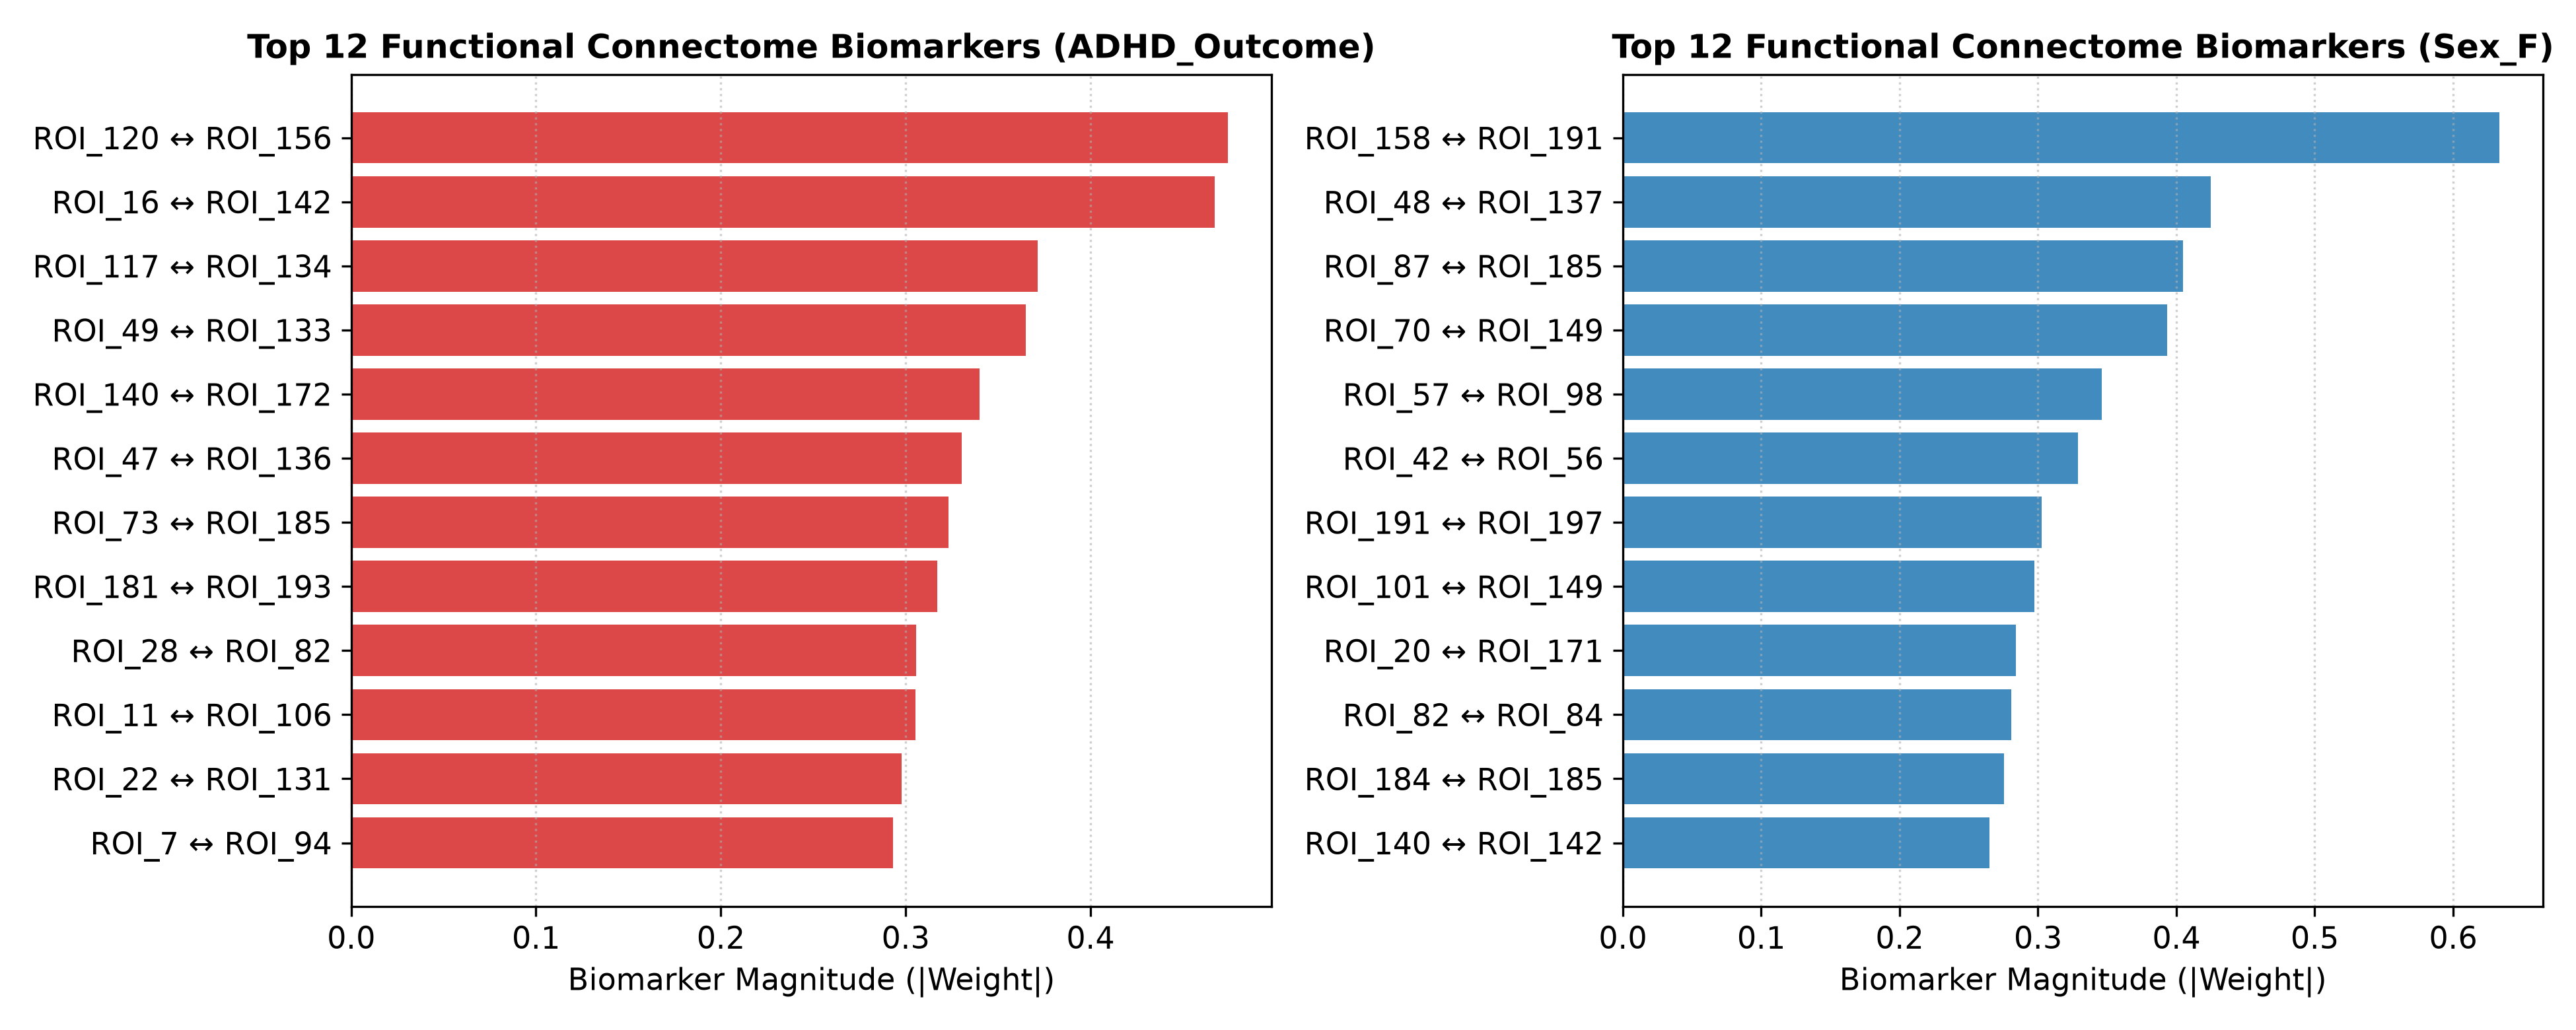 Top 12 Functional Connectome Biomarkers (ADHD_Outcome)
ROI_120 ↔ ROI_156
ROI_16 ↔ ROI_142
ROI_117 ↔ ROI_134
ROI_49 ↔ ROI_133
ROI_140 ↔ ROI_172
ROI_47 ↔ ROI_136
ROI_73 ↔ ROI_185
ROI_181 ↔ ROI_193
ROI_28 ↔ ROI_82
ROI_11 ↔ ROI_106
ROI_22 ↔ ROI_131
ROI_7 ↔ ROI_94
0.0 0.1 0.2 0.3 0.4
Biomarker Magnitude (|Weight|)
Top 12 Functional Connectome Biomarkers (Sex_F)
ROI_158 ↔ ROI_191
ROI_48 ↔ ROI_137
ROI_87 ↔ ROI_185
ROI_70 ↔ ROI_149
ROI_57 ↔ ROI_98
ROI_42 ↔ ROI_56
ROI_191 ↔ ROI_197
ROI_101 ↔ ROI_149
ROI_20 ↔ ROI_171
ROI_82 ↔ ROI_84
ROI_184 ↔ ROI_185
ROI_140 ↔ ROI_142
0.0 0.1 0.2 0.3 0.4 0.5 0.6
Biomarker Magnitude (|Weight|)